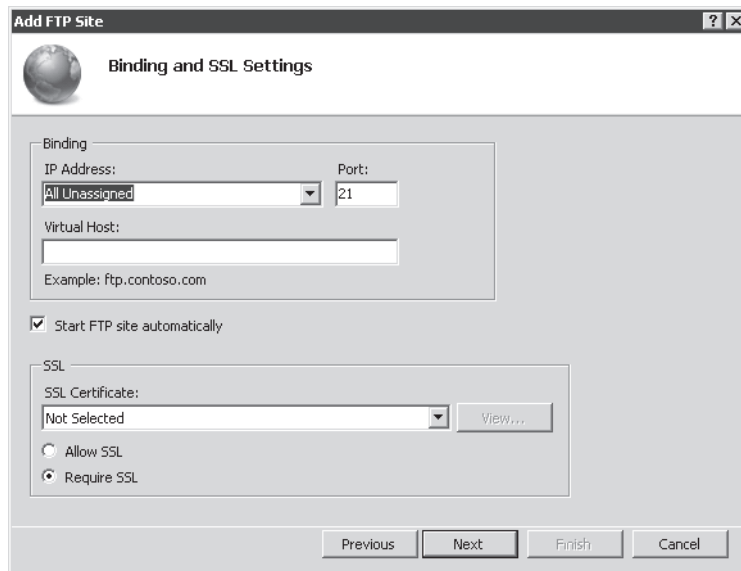 Add FTP Site
Binding and SSL Settings
Binding
IP Address:
Port:
All Unassigned
21
Virtual Host:
Example: ftp.contoso.com
Start FTP site automatically
SSL
SSL Certificate:
Not Selected
View...
Allow SSL
Require SSL
Previous
Next
Finish
Cancel